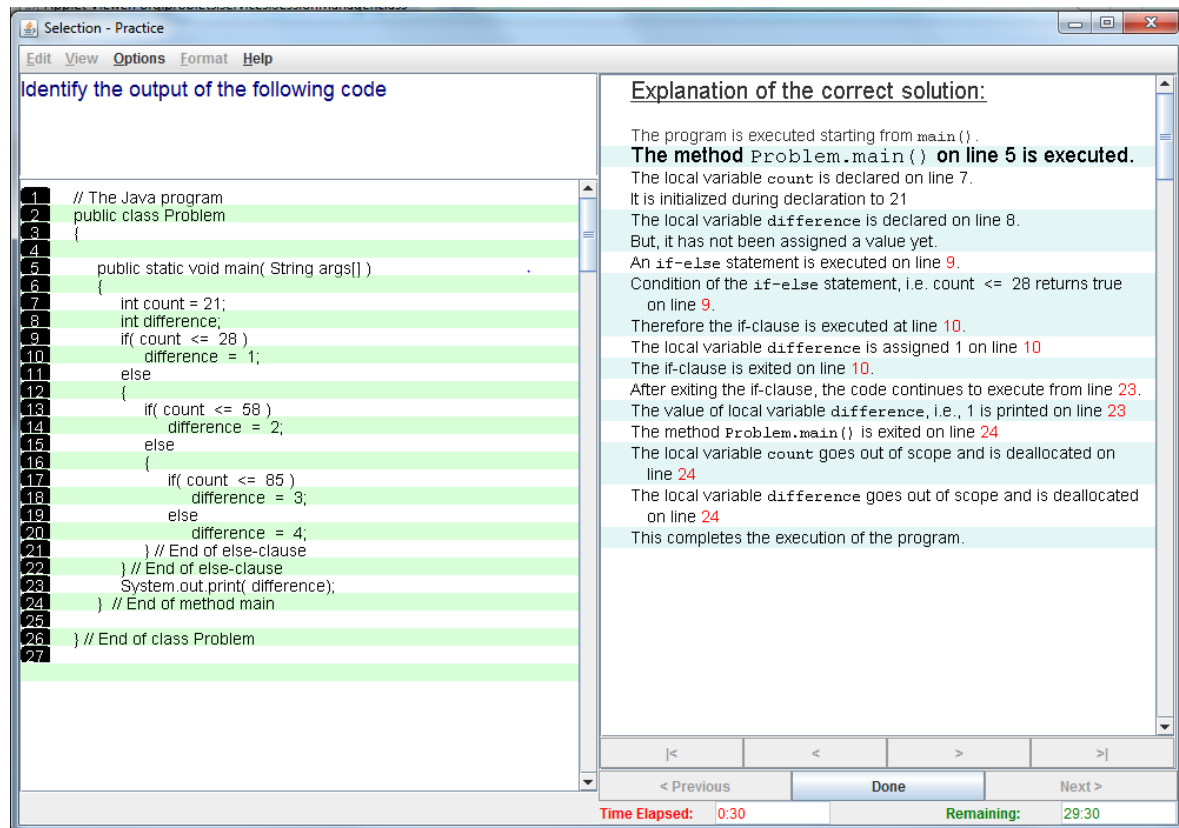 Selection - Practice
Edit View Options Format Help
Identify the output of the following code
1 // The Java program
2 public class Problem
3 {
4
5 public static void main( String args[] )
6 {
7 int count = 21;
8 int difference;
9 if( count <= 28 )
10 difference = 1;
11 else
12 {
13 if( count <= 58 )
14 difference = 2;
15 else
16 {
17 if( count <= 85 )
18 difference = 3;
19 else
20 difference = 4;
21 } // End of else-clause
22 } // End of else-clause
23 System.out.print( difference);
24 } // End of method main
25
26 } // End of class Problem
27
Explanation of the correct solution:
The program is executed starting from main() .
The method Problem.main() on line 5 is executed.
The local variable count is declared on line 7.
It is initialized during declaration to 21
The local variable difference is declared on line 8.
But, it has not been assigned a value yet.
An if-else statement is executed on line 9.
Condition of the if-else statement, i.e. count <= 28 returns true
on line 9.
Therefore the if-clause is executed at line 10.
The local variable difference is assigned 1 on line 10
The if-clause is exited on line 10.
After exiting the if-clause, the code continues to execute from line 23.
The value of local variable difference, i.e., 1 is printed on line 23
The method Problem.main() is exited on line 24
The local variable count goes out of scope and is deallocated on
line 24
The local variable difference goes out of scope and is deallocated
on line 24
This completes the execution of the program.
|< < > >|
< Previous Done Next >
Time Elapsed: 0:30 Remaining: 29:30